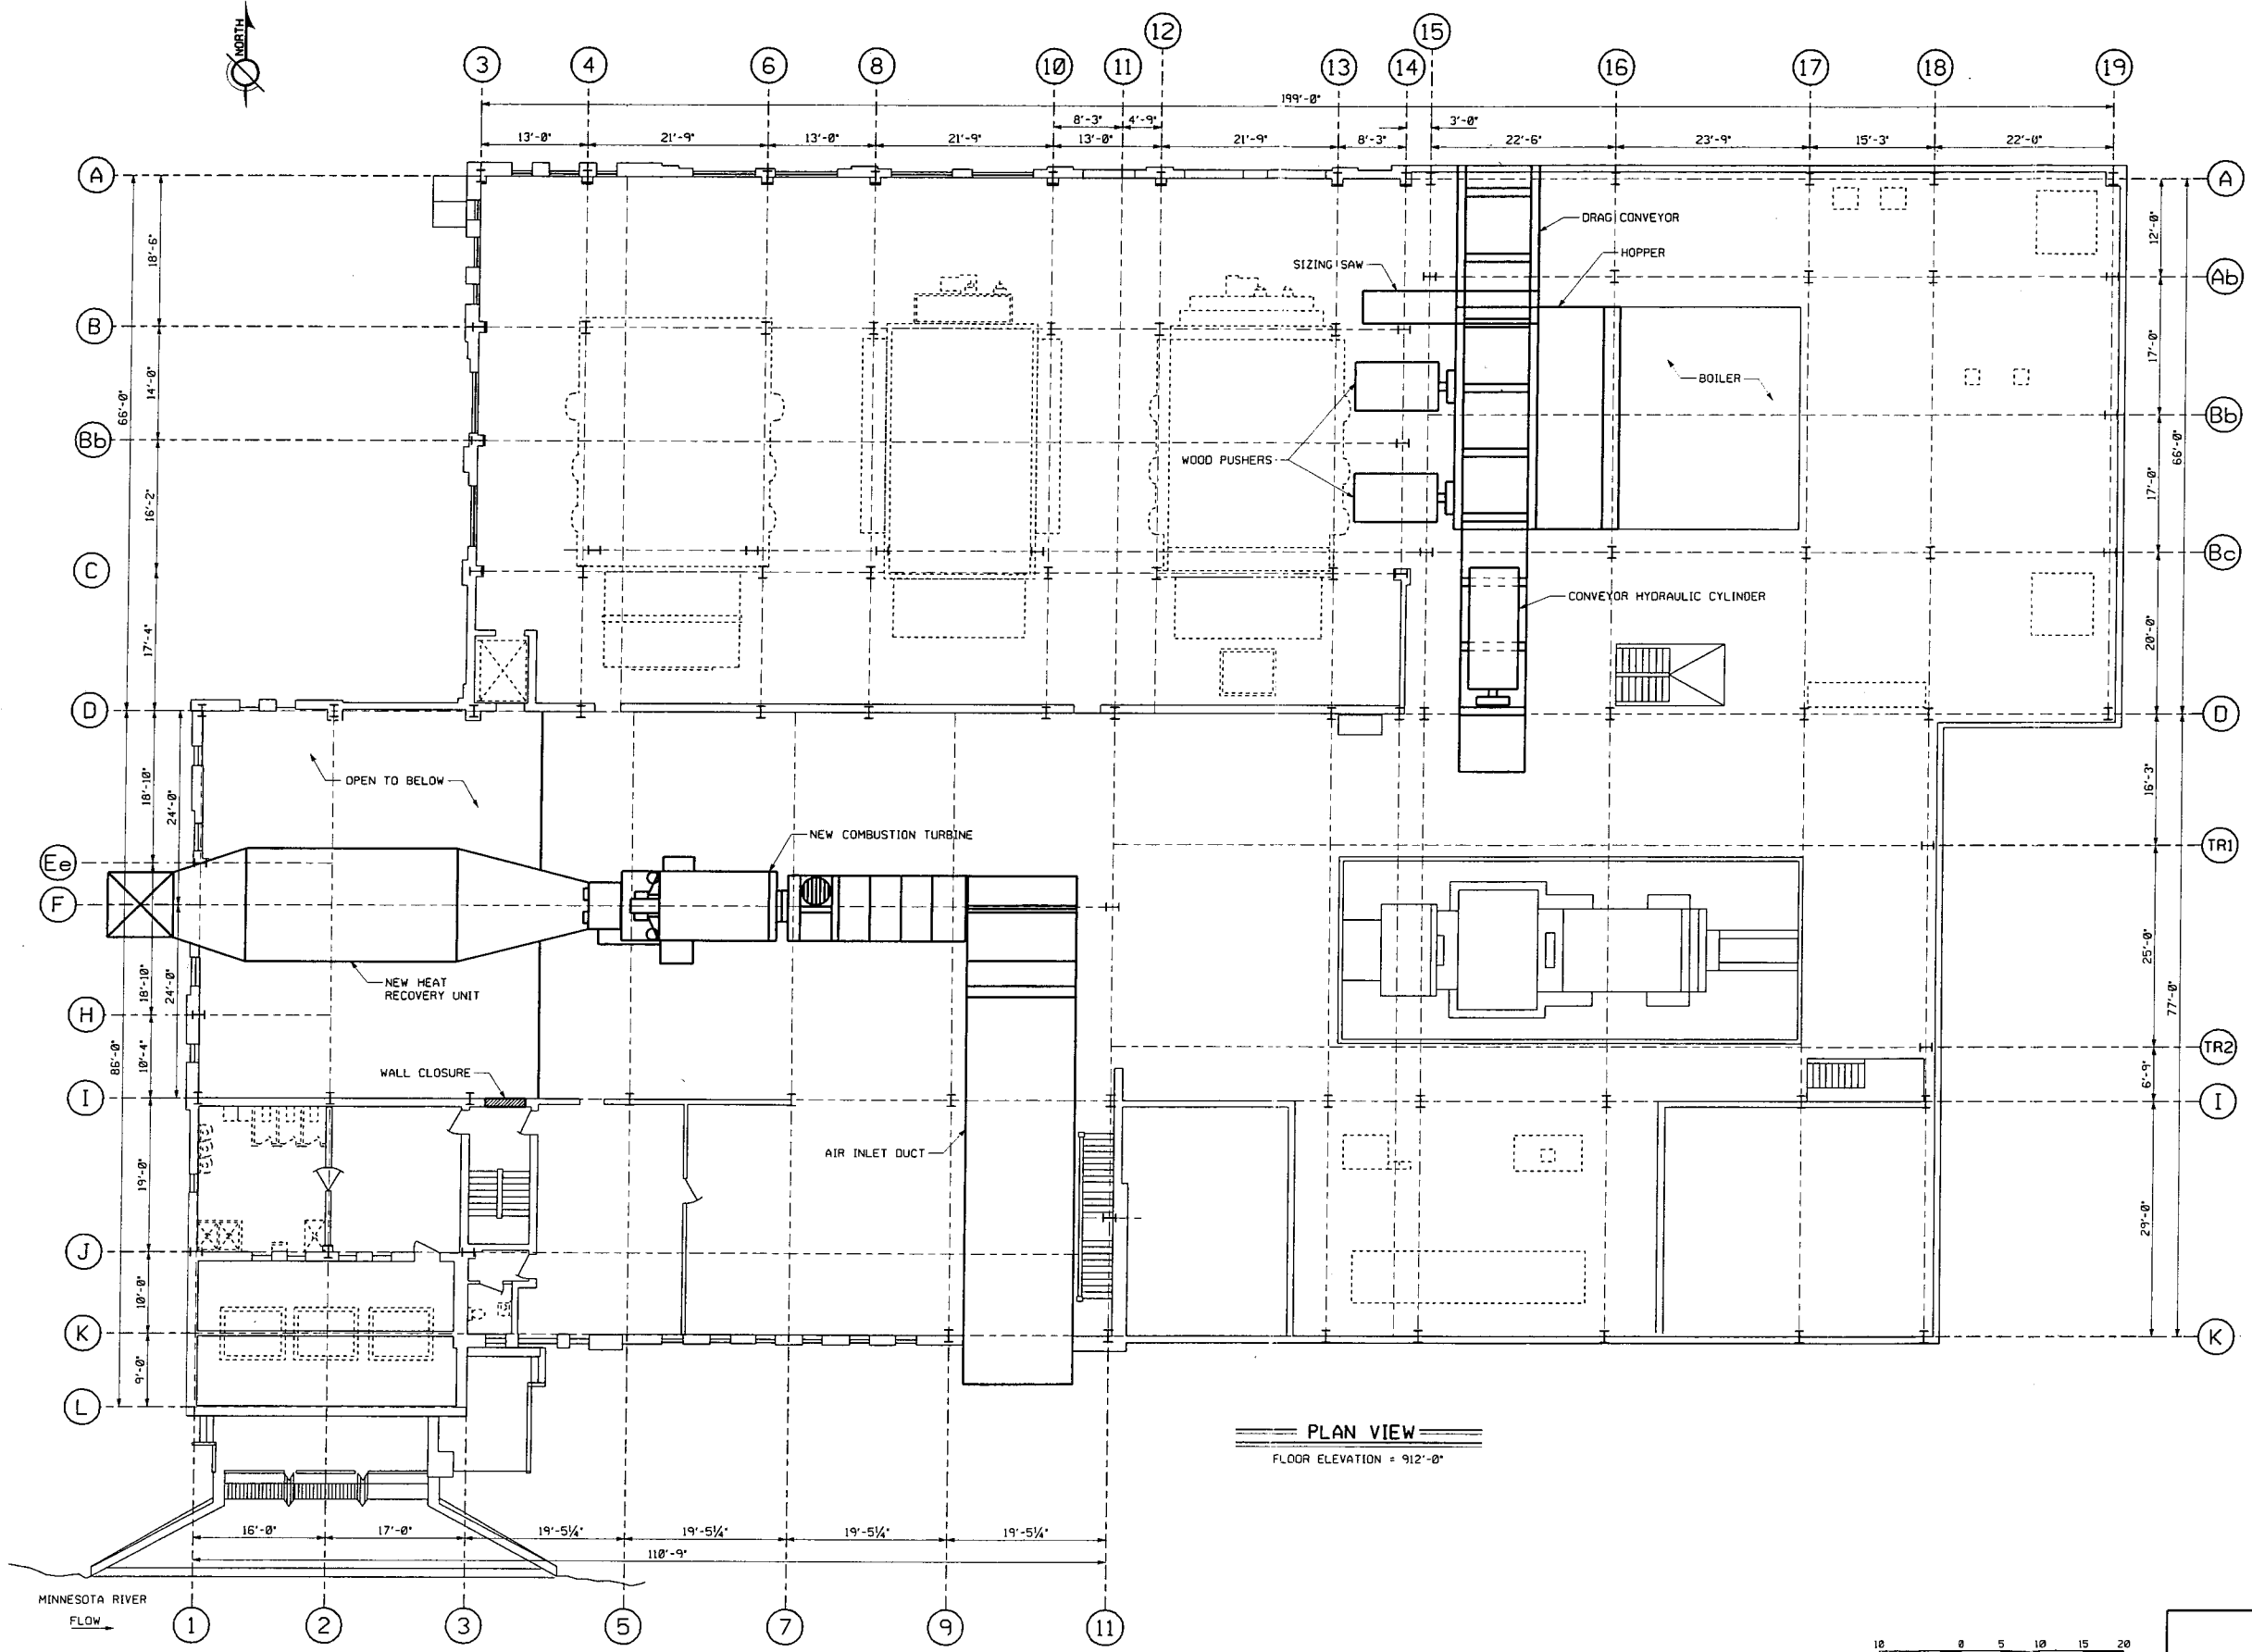 NORTH
3 4 6 8 10 11 12 13 14 15 16 17 18 19
199'-0"
8'-3" 4'-9" 3'-0"
13'-0" 21'-9" 13'-0" 21'-9" 13'-0" 21'-9" 8'-3" 22'-6" 23'-9" 15'-3" 22'-0"
A A
18'-6" 12'-0"
DRAG CONVEYOR
HOPPER
SIZING SAW
Ab
B
66'-0" 14'-0" 17'-0"
BOILER
Bb Bb
WOOD PUSHERS
66'-0"
16'-2" 17'-0"
C Bc
CONVEYOR HYDRAULIC CYLINDER
17'-4" 20'-0"
D D
OPEN TO BELOW
18'-10" 24'-0" 16'-3"
NEW COMBUSTION TURBINE
TR1
Ee
F
25'-0"
NEW HEAT
RECOVERY UNIT
18'-10" 24'-0"
77'-0"
H
TR2
86'-0" 10'-4" 6'-9"
WALL CLOSURE
I I
AIR INLET DUCT
19'-0" 29'-0"
J
10'-0"
K K
9'-0"
L
PLAN VIEW
FLOOR ELEVATION = 912'-0"
16'-0" 17'-0" 19'-5¼" 19'-5¼" 19'-5¼" 19'-5¼"
110'-9"
MINNESOTA RIVER
FLOW
1 2 3 5 7 9 11
10 0 5 10 15 20